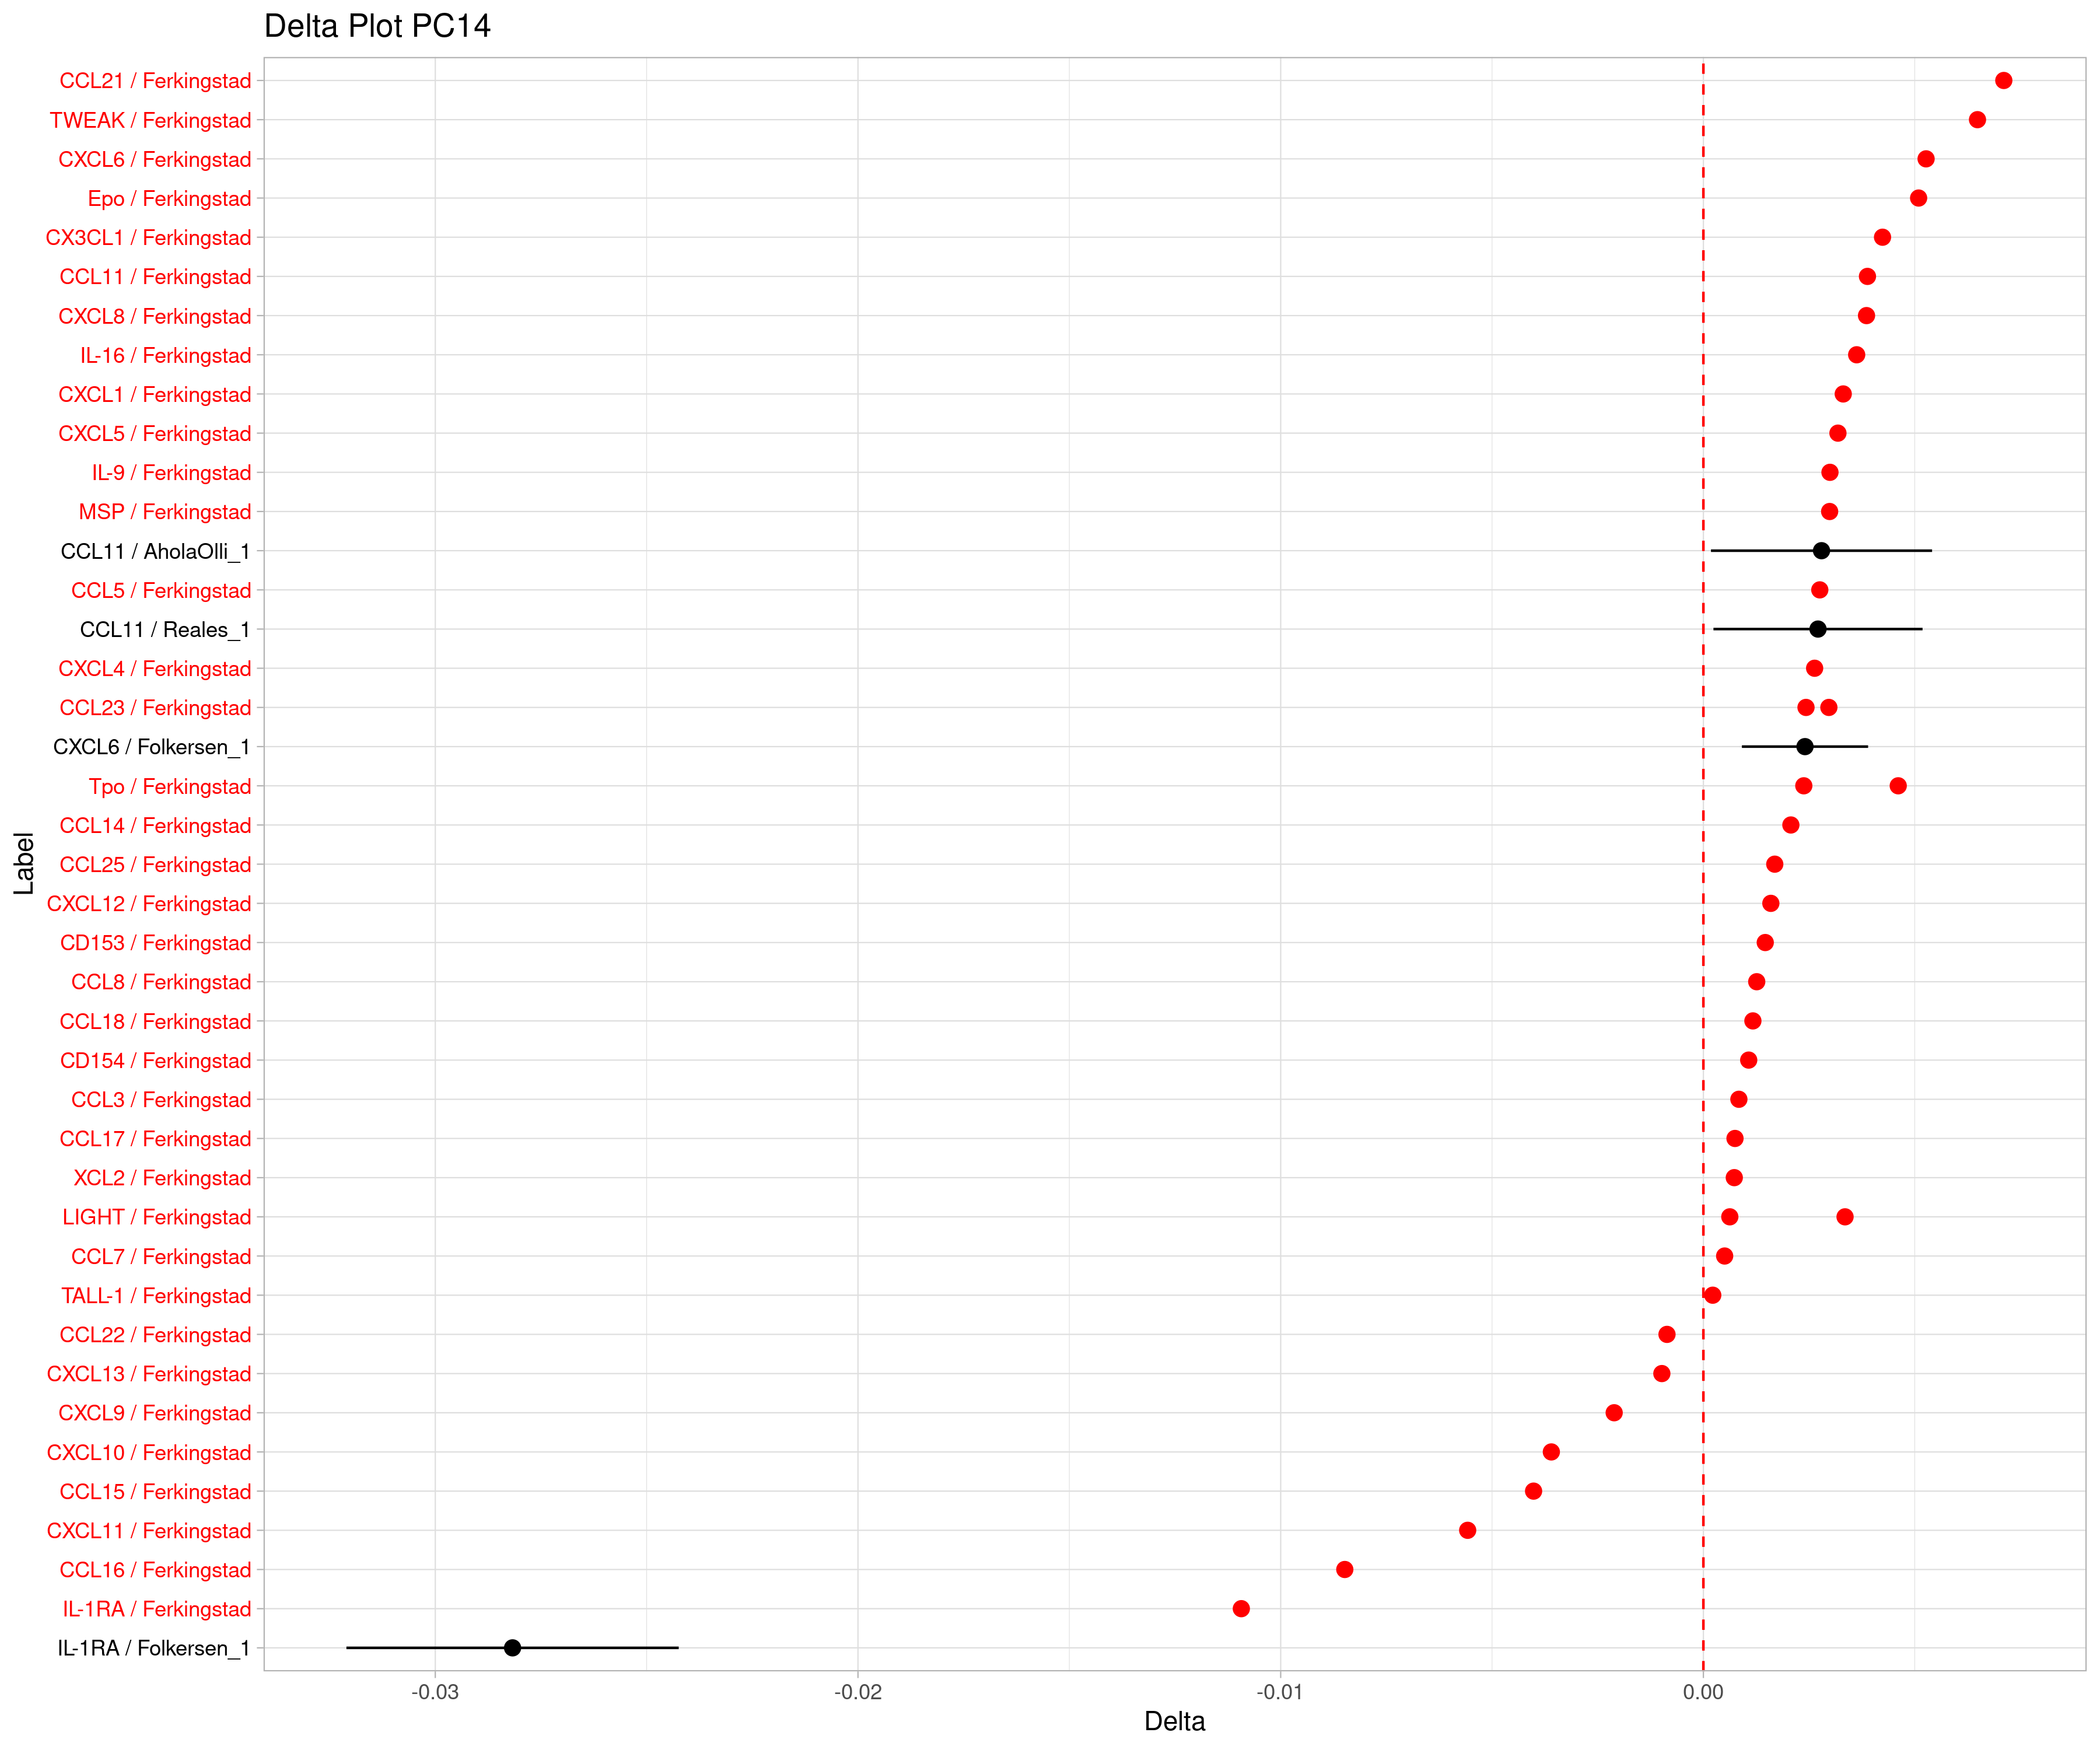 Delta Plot PC14
CCL21 / Ferkingstad
TWEAK / Ferkingstad
CXCL6 / Ferkingstad
Epo / Ferkingstad
CX3CL1 / Ferkingstad
CCL11 / Ferkingstad
CXCL8 / Ferkingstad
IL-16 / Ferkingstad
CXCL1 / Ferkingstad
CXCL5 / Ferkingstad
IL-9 / Ferkingstad
MSP / Ferkingstad
CCL11 / AholaOlli_1
CCL5 / Ferkingstad
CCL11 / Reales_1
CXCL4 / Ferkingstad
CCL23 / Ferkingstad
CXCL6 / Folkersen_1
Tpo / Ferkingstad
CCL14 / Ferkingstad
CCL25 / Ferkingstad
CXCL12 / Ferkingstad
CD153 / Ferkingstad
CCL8 / Ferkingstad
CCL18 / Ferkingstad
CD154 / Ferkingstad
CCL3 / Ferkingstad
CCL17 / Ferkingstad
XCL2 / Ferkingstad
LIGHT / Ferkingstad
CCL7 / Ferkingstad
TALL-1 / Ferkingstad
CCL22 / Ferkingstad
CXCL13 / Ferkingstad
CXCL9 / Ferkingstad
CXCL10 / Ferkingstad
CCL15 / Ferkingstad
CXCL11 / Ferkingstad
CCL16 / Ferkingstad
IL-1RA / Ferkingstad
IL-1RA / Folkersen_1
Label
-0.03 -0.02 -0.01 0.00
Delta